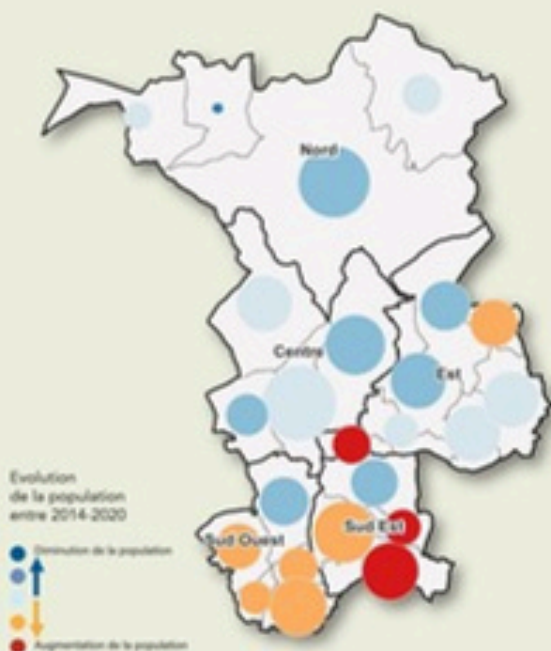 Nord
Centre
Est
Sud Ouest
Sud Est
Evolution
de la population
entre 2014-2020
Diminution de la population
Augmentation de la population